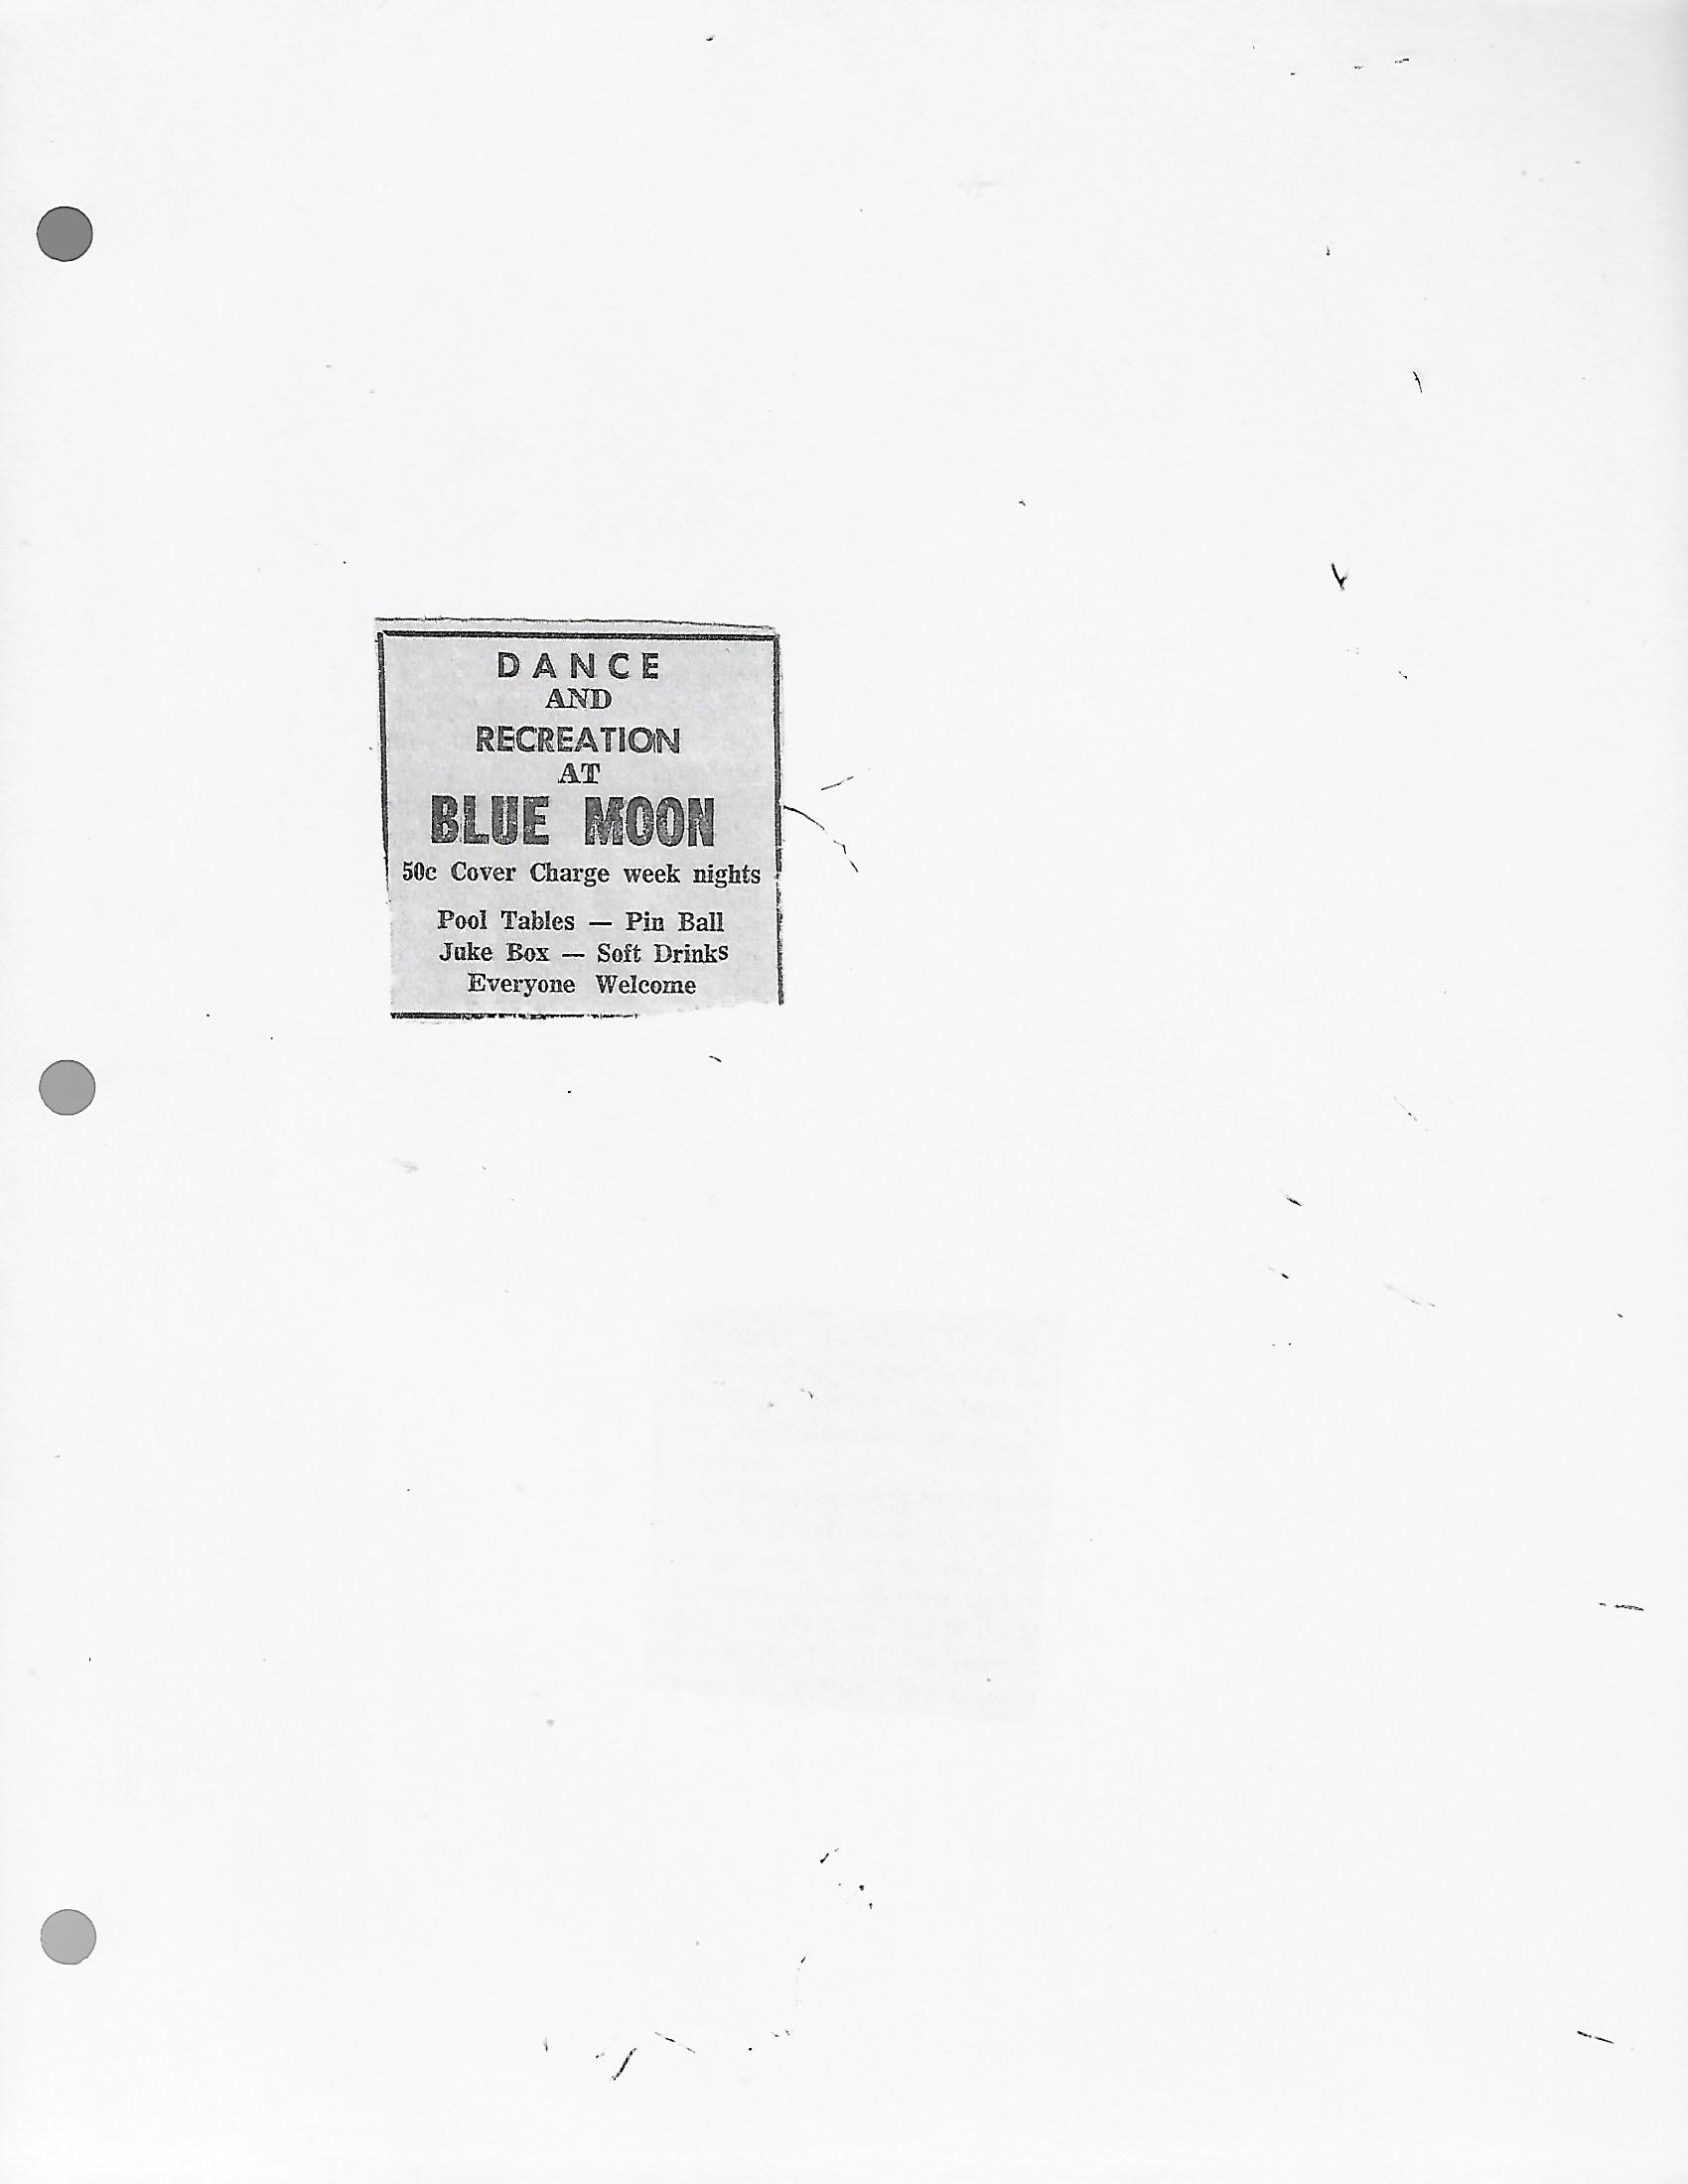 DANCE
AND
RECREATION
AT
BLUE MOON
50c Cover Charge week nights
Pool Tables — Pin Ball
Juke Box — Soft Drinks
Everyone Welcome